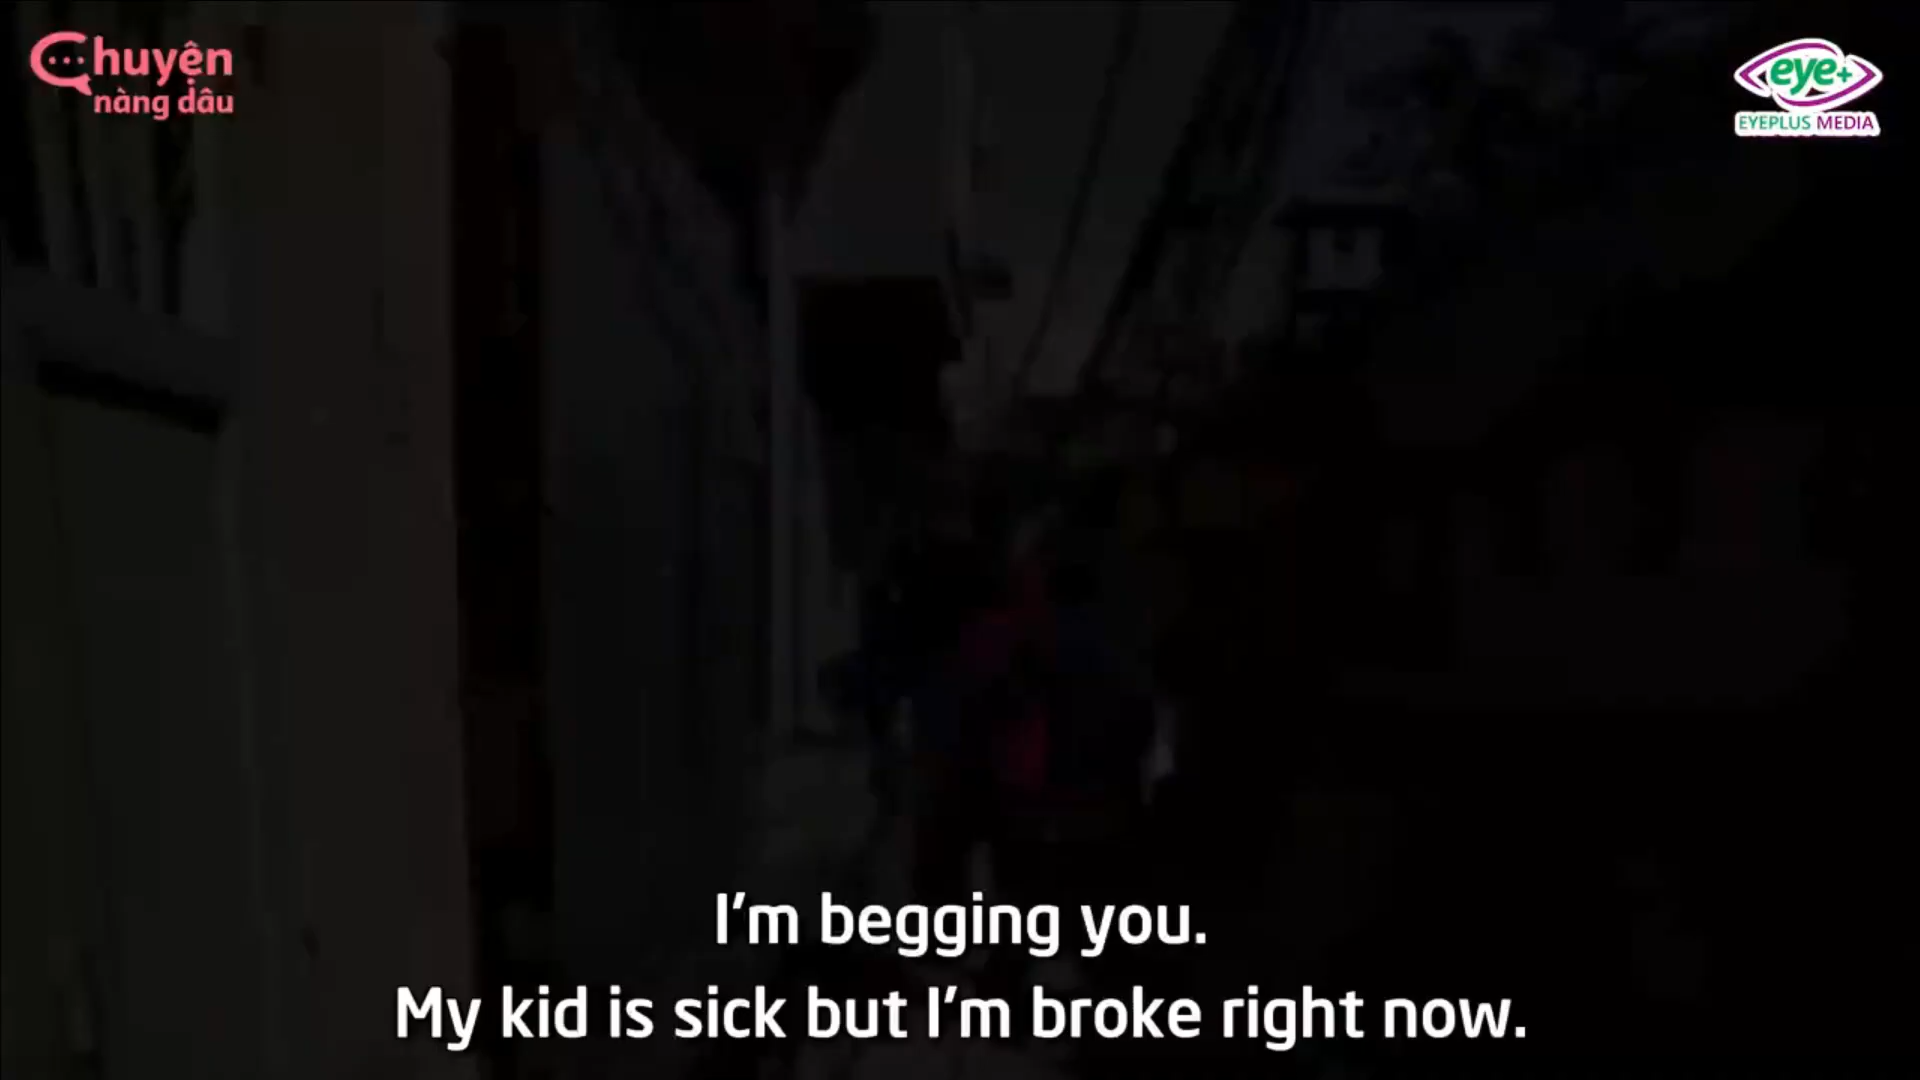 Chuyện
nàng dâu
eye+
EYEPLUS MEDIA
I'm begging you.
My kid is sick but I'm broke right now.